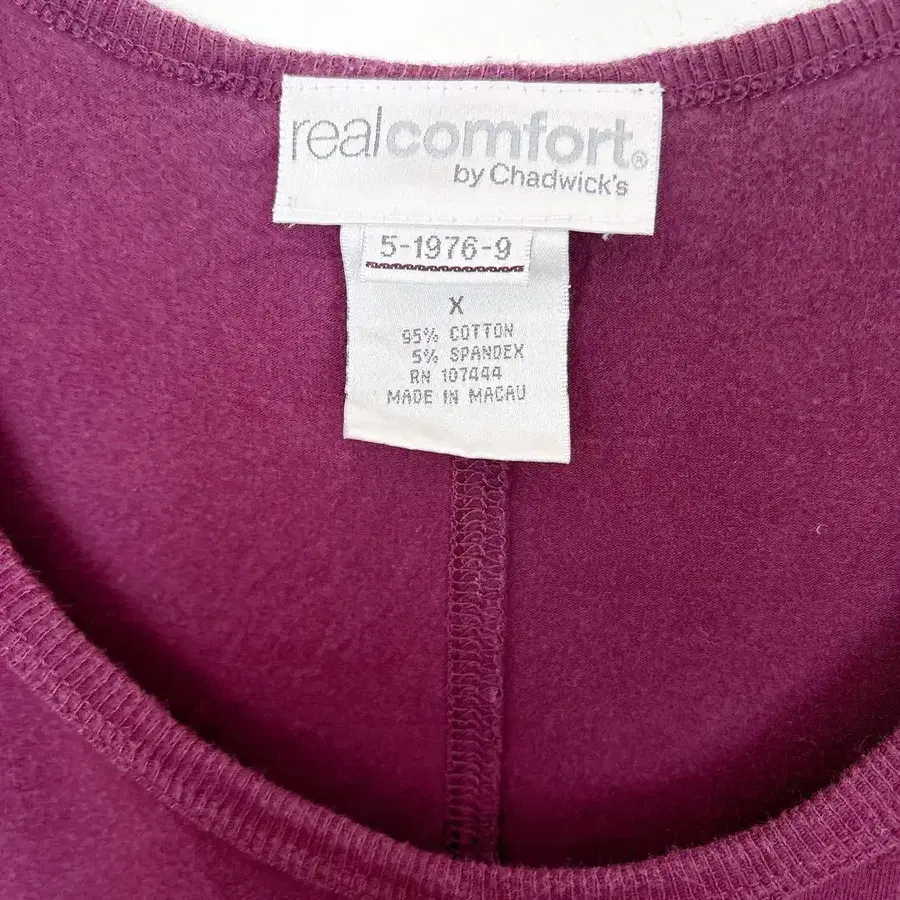 realcomfort®
by Chadwick's
5-1976-9
X
95% COTTON
5% SPANDEX
RN 107444
MADE IN MACAU